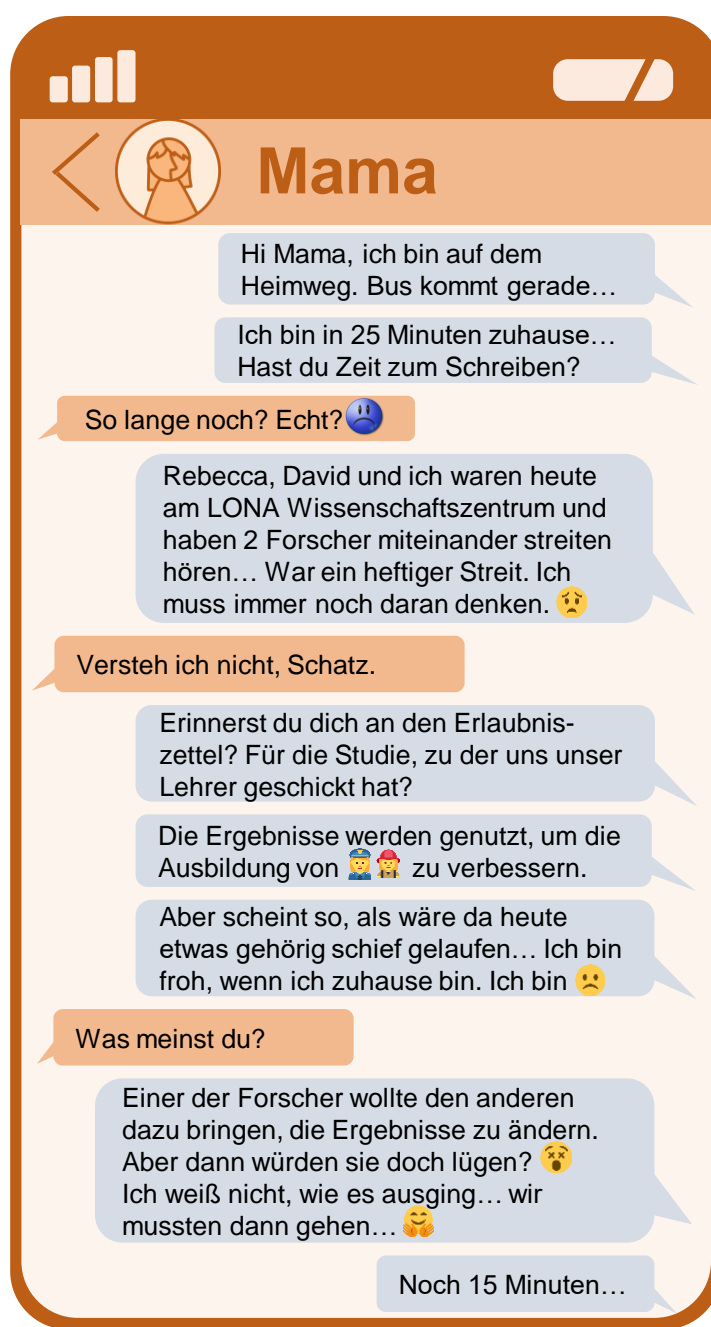 Mama
Hi Mama, ich bin auf dem
Heimweg. Bus kommt gerade…
Ich bin in 25 Minuten zuhause…
Hast du Zeit zum Schreiben?
So lange noch? Echt?
Rebecca, David und ich waren heute
am LONA Wissenschaftszentrum und
haben 2 Forscher miteinander streiten
hören… War ein heftiger Streit. Ich
muss immer noch daran denken. 😟
Versteh ich nicht, Schatz.
Erinnerst du dich an den Erlaubnis-
zettel? Für die Studie, zu der uns unser
Lehrer geschickt hat?
Die Ergebnisse werden genutzt, um die
Ausbildung von 👮‍♀️👩‍🚒 zu verbessern.
Aber scheint so, als wäre da heute
etwas gehörig schief gelaufen… Ich bin
froh, wenn ich zuhause bin. Ich bin 🙁
Was meinst du?
Einer der Forscher wollte den anderen
dazu bringen, die Ergebnisse zu ändern.
Aber dann würden sie doch lügen? 😵
Ich weiß nicht, wie es ausging… wir
mussten dann gehen… 🤗
Noch 15 Minuten…